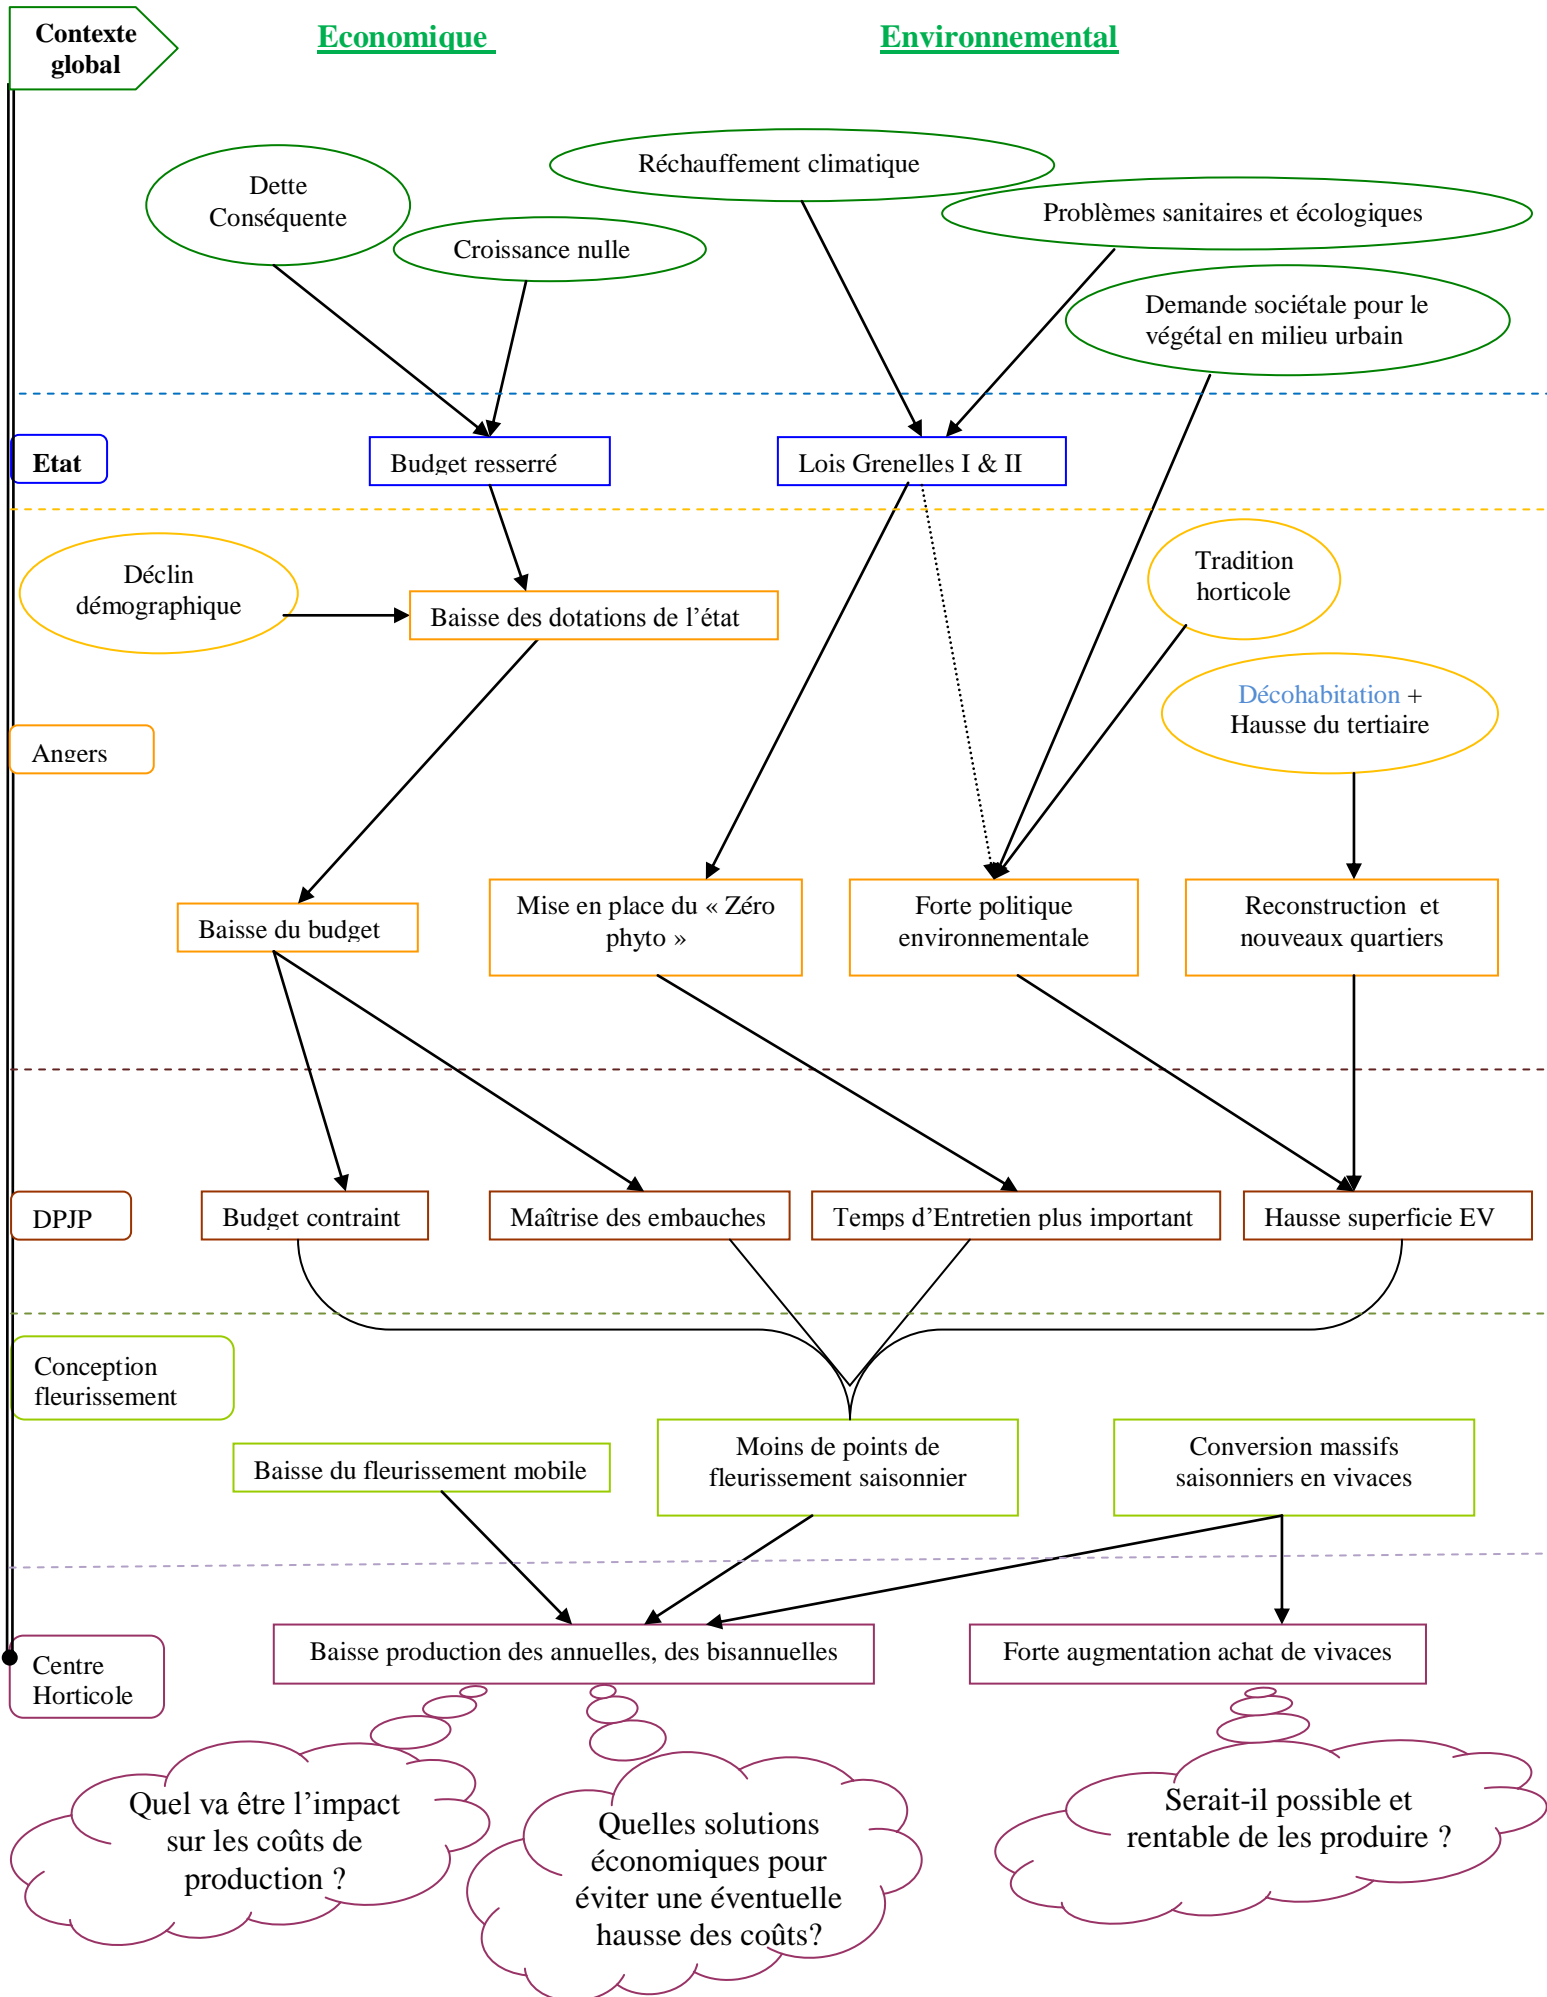 Contexte
global
Economique
Environnemental
Dette
Conséquente
Croissance nulle
Réchauffement climatique
Problèmes sanitaires et écologiques
Demande sociétale pour le
végétal en milieu urbain
Etat
Budget resserré
Lois Grenelles I & II
Déclin
démographique
Baisse des dotations de l’état
Tradition
horticole
Décohabitation +
Hausse du tertiaire
Angers
Baisse du budget
Mise en place du « Zéro
phyto »
Forte politique
environnementale
Reconstruction et
nouveaux quartiers
DPJP
Budget contraint
Maîtrise des embauches
Temps d’Entretien plus important
Hausse superficie EV
Conception
fleurissement
Baisse du fleurissement mobile
Moins de points de
fleurissement saisonnier
Conversion massifs
saisonniers en vivaces
Centre
Horticole
Baisse production des annuelles, des bisannuelles
Forte augmentation achat de vivaces
Quel va être l’impact
sur les coûts de
production ?
Quelles solutions
économiques pour
éviter une éventuelle
hausse des coûts?
Serait-il possible et
rentable de les produire ?